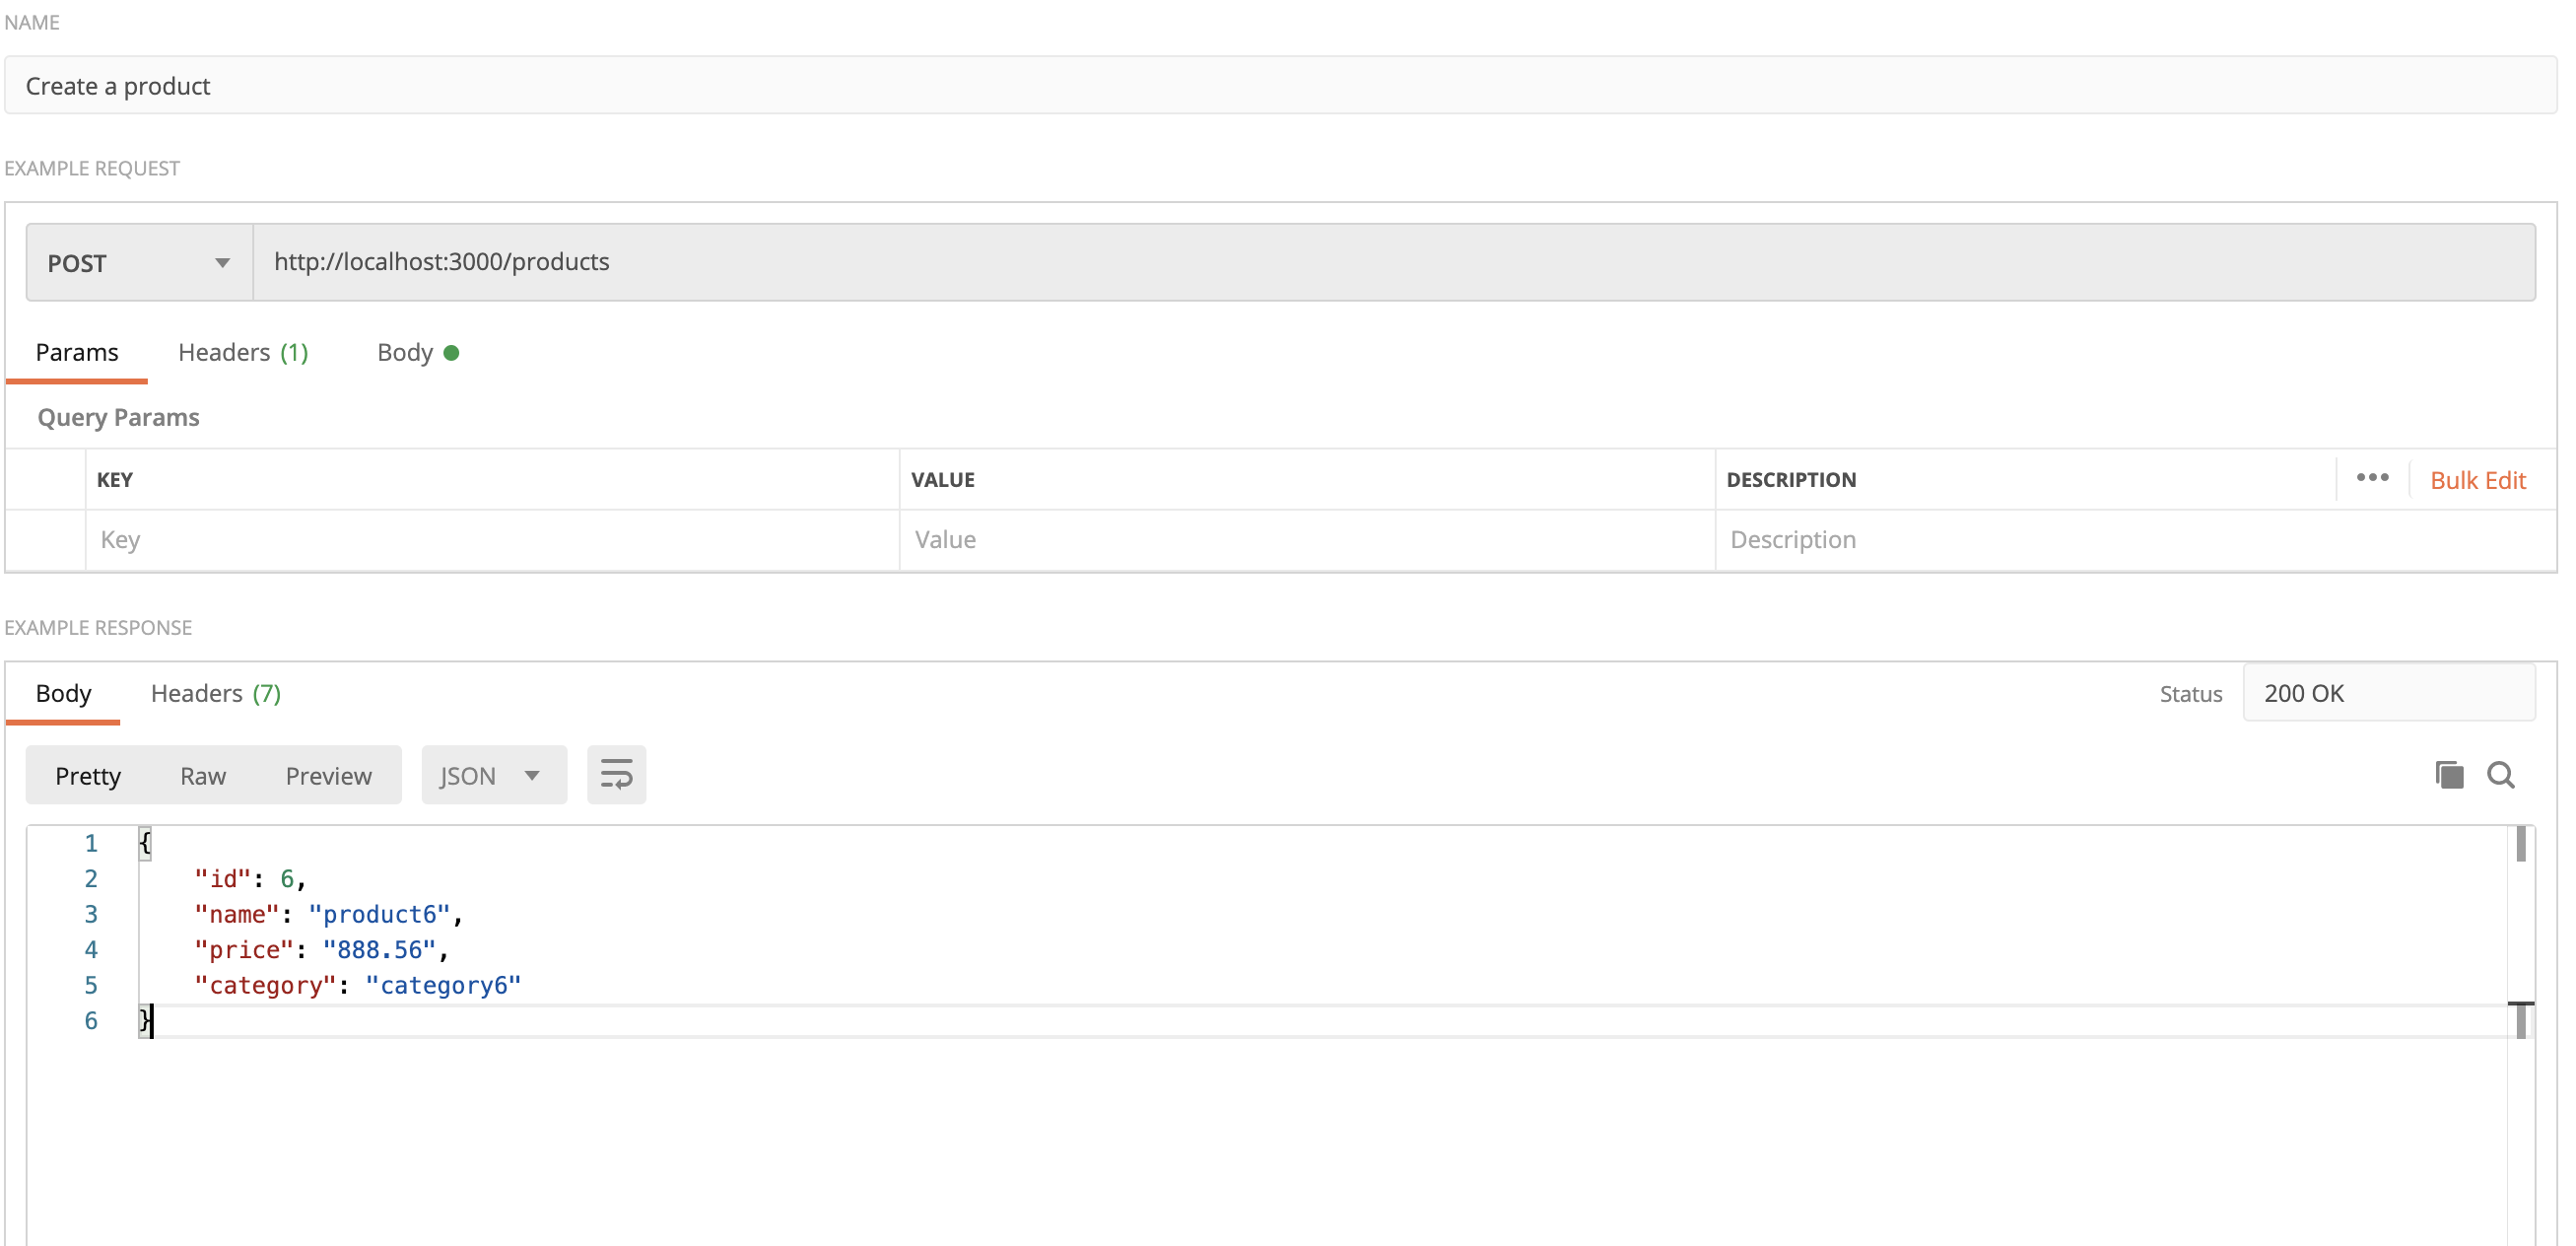 NAME
Create a product
EXAMPLE REQUEST
POST http://localhost:3000/products
Params Headers (1) Body
Query Params
KEY VALUE DESCRIPTION ••• Bulk Edit
Key Value Description
EXAMPLE RESPONSE
Body Headers (7) Status 200 OK
Pretty Raw Preview JSON
1 {
2 "id": 6,
3 "name": "product6",
4 "price": "888.56",
5 "category": "category6"
6 }